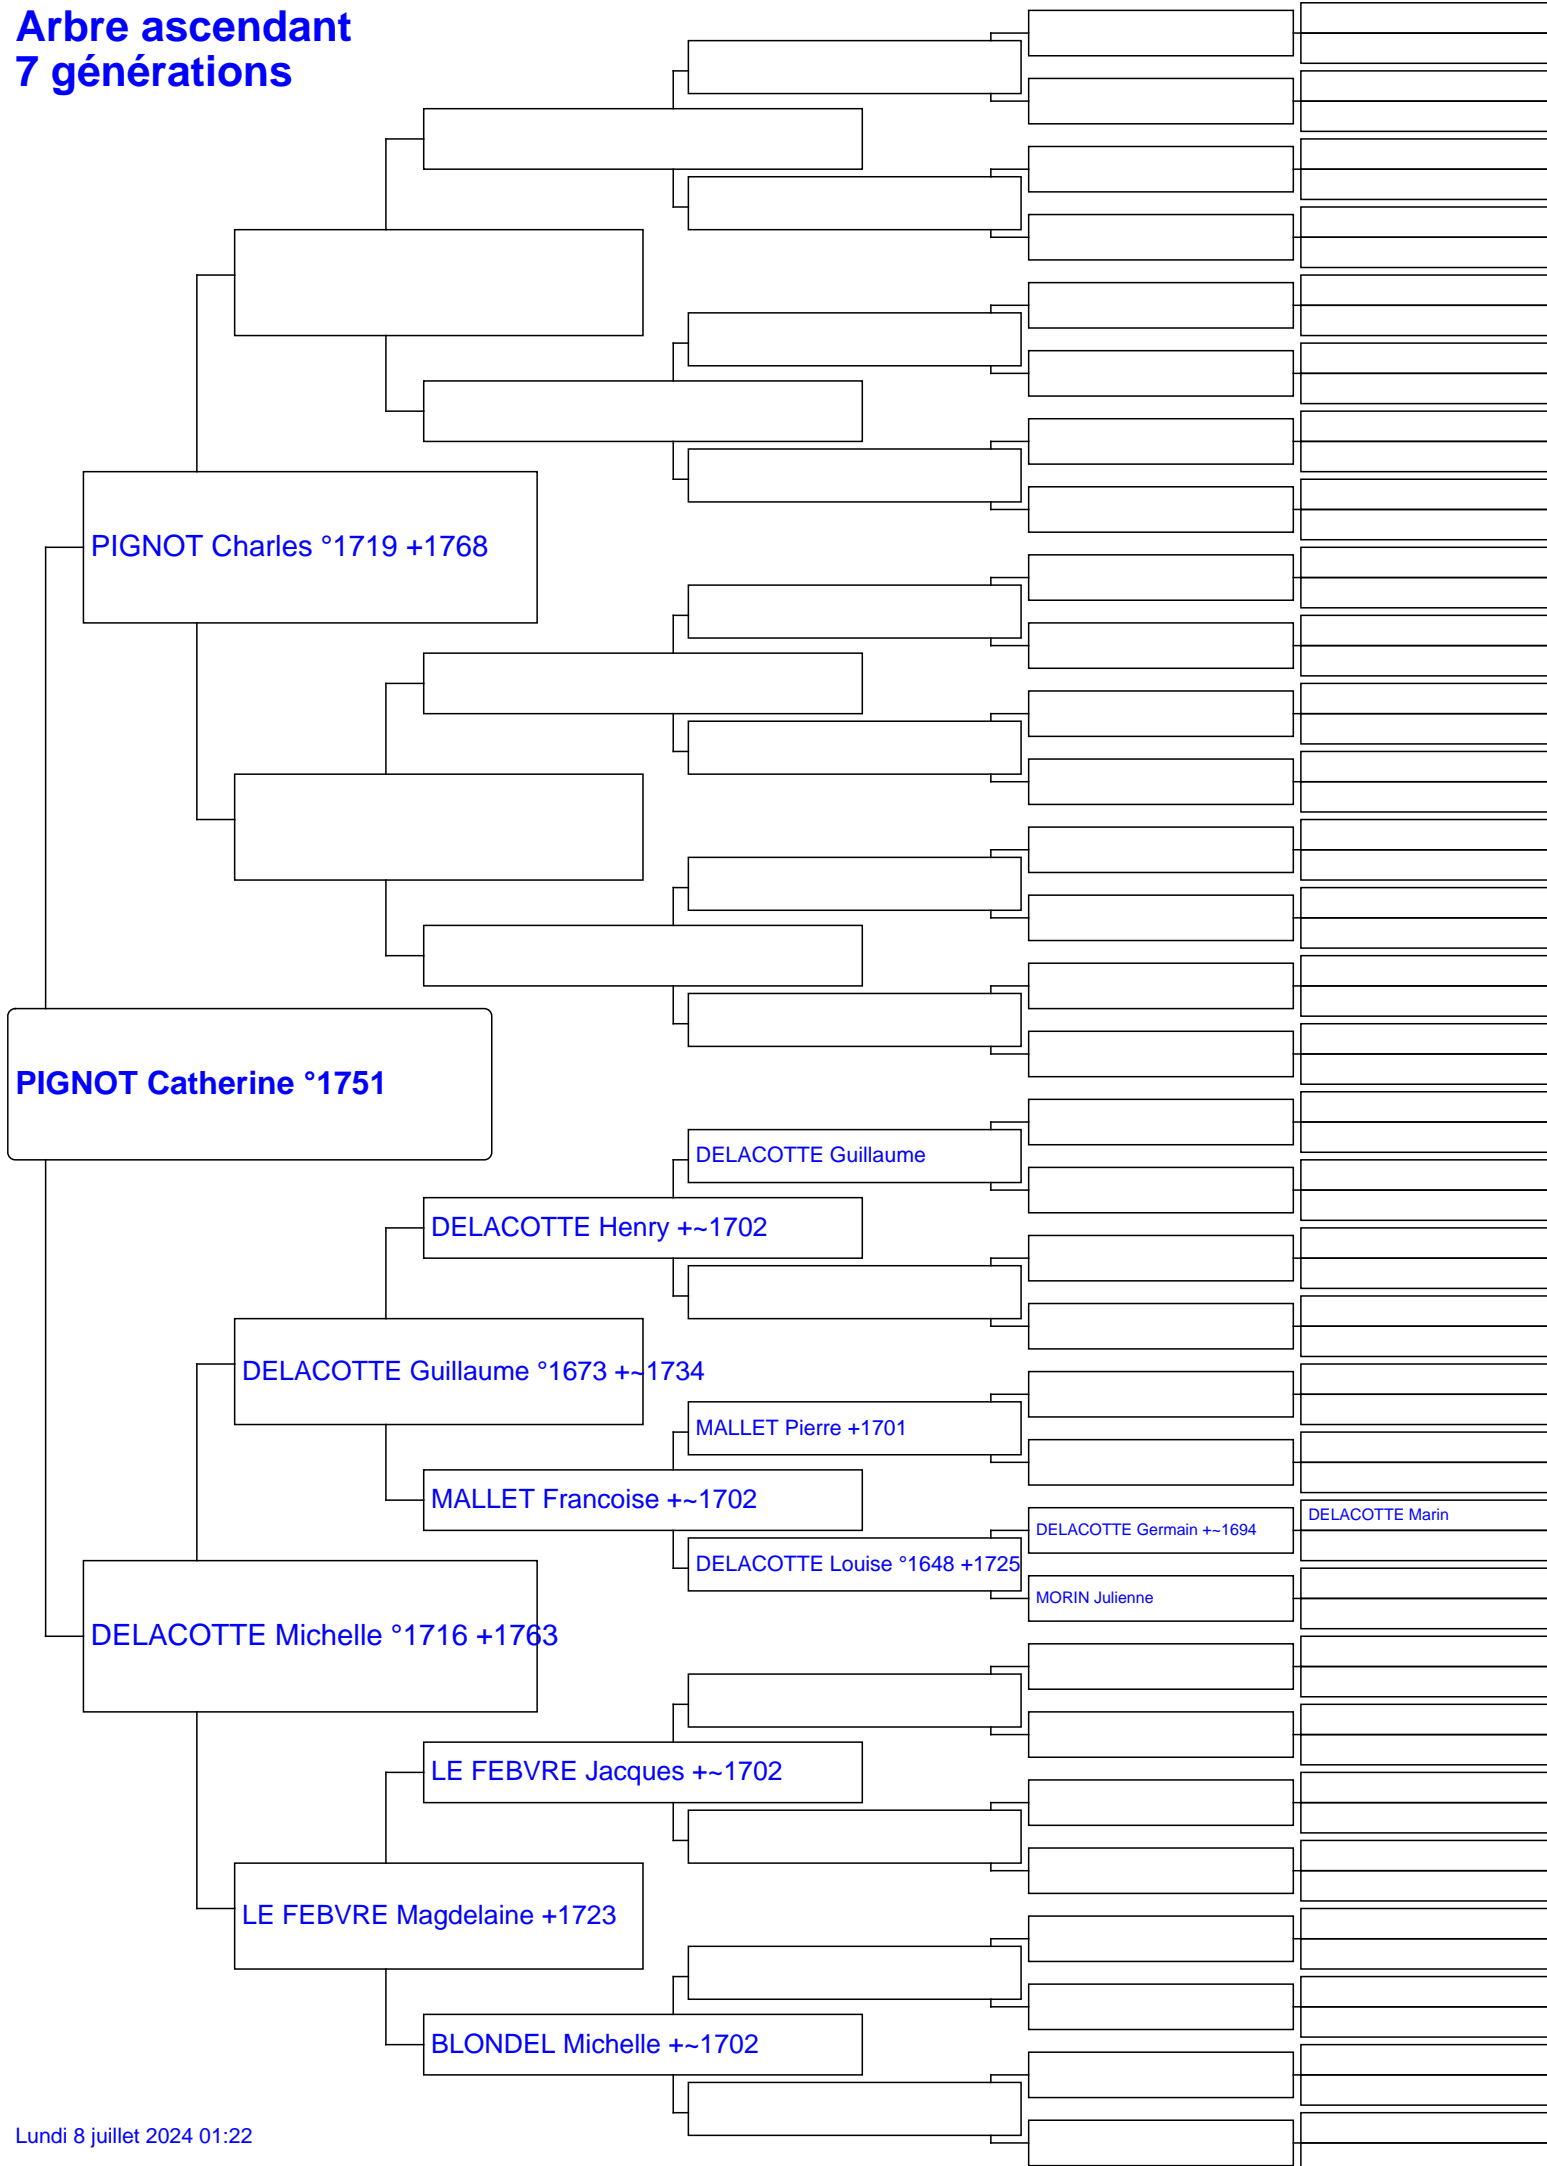 Arbre ascendant
7 générations
PIGNOT Charles °1719 +1768
PIGNOT Catherine °1751
DELACOTTE Guillaume
DELACOTTE Henry +~1702
DELACOTTE Guillaume °1673 +~1734
MALLET Pierre +1701
MALLET Francoise +~1702
DELACOTTE Marin
DELACOTTE Germain +~1694
DELACOTTE Louise °1648 +1725
MORIN Julienne
DELACOTTE Michelle °1716 +1763
LE FEBVRE Jacques +~1702
LE FEBVRE Magdelaine +1723
BLONDEL Michelle +~1702
Lundi 8 juillet 2024 01:22